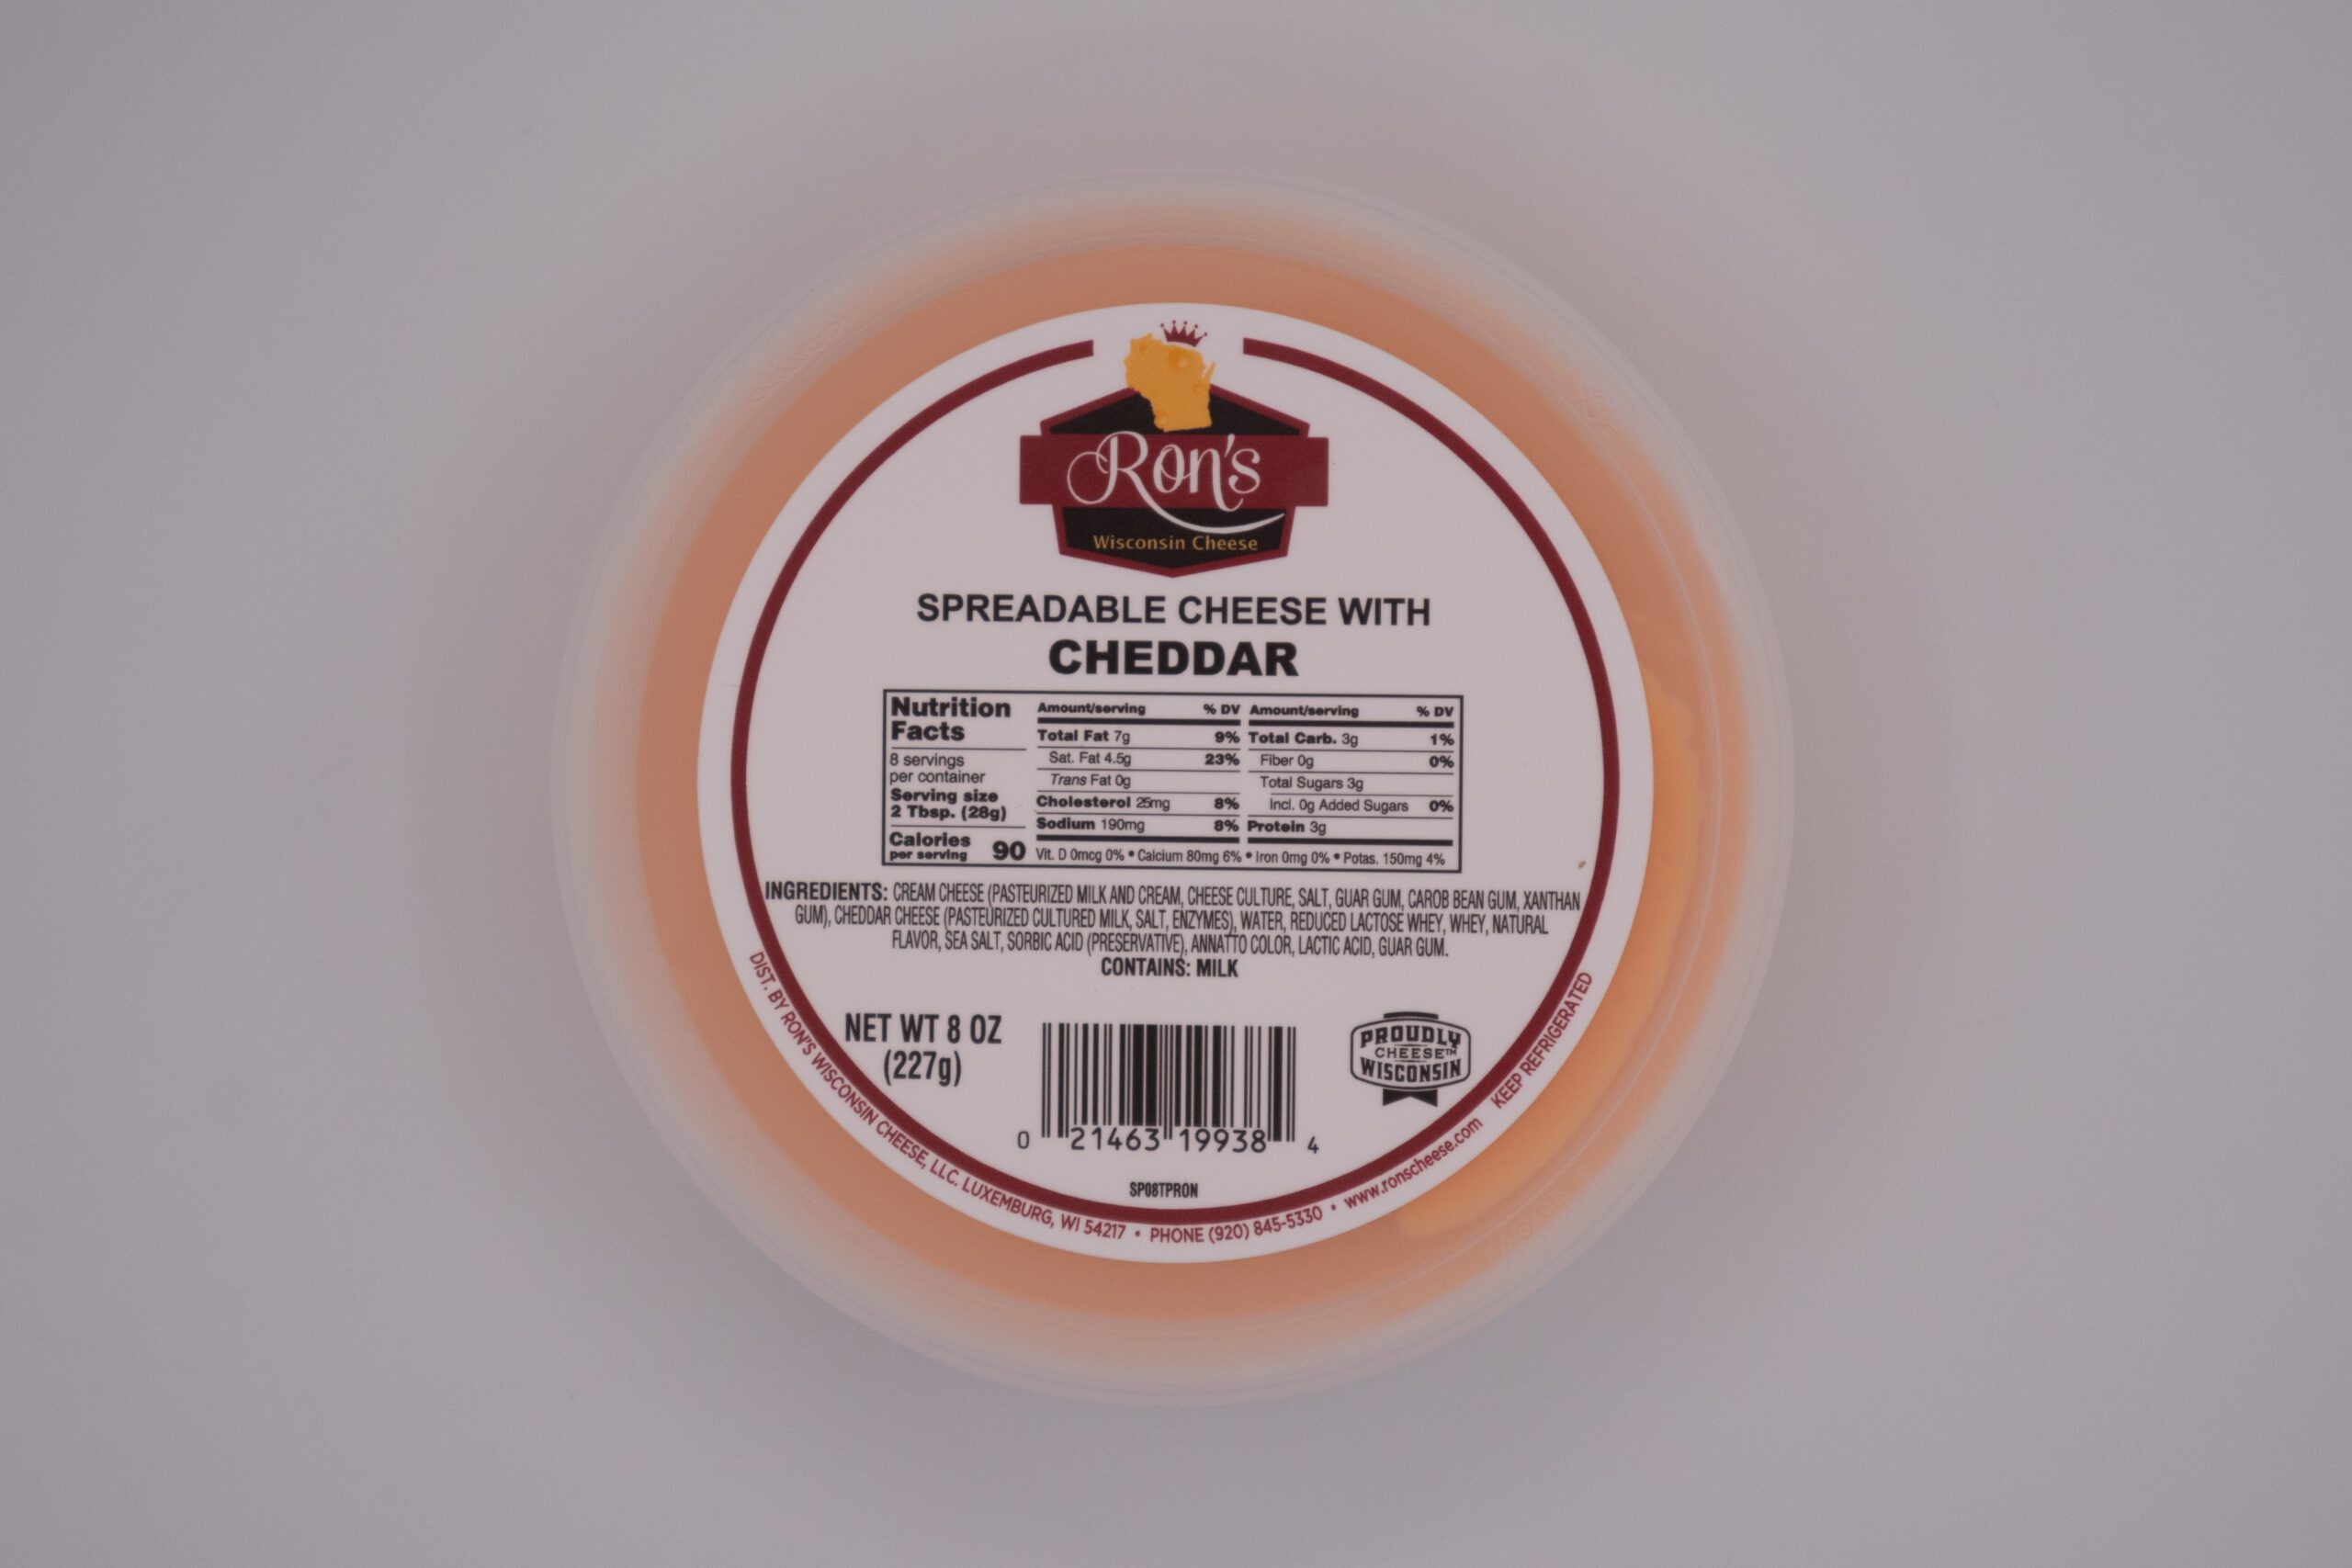 Ron's
Wisconsin Cheese
SPREADABLE CHEESE WITH
CHEDDAR
Nutrition
Facts
8 servings
per container
Serving size
2 Tbsp. (28g)
Calories
per serving 90
Amount/serving % DV
Total Fat 7g 9%
Sat. Fat 4.5g 23%
Trans Fat 0g
Cholesterol 25mg 8%
Sodium 190mg 8%
Amount/serving % DV
Total Carb. 3g 1%
Fiber 0g 0%
Total Sugars 3g
Incl. 0g Added Sugars 0%
Protein 3g
Vit. D 0mcg 0% • Calcium 80mg 6% • Iron 0mg 0% • Potas. 150mg 4%
INGREDIENTS: CREAM CHEESE (PASTEURIZED MILK AND CREAM, CHEESE CULTURE, SALT, GUAR GUM, CAROB BEAN GUM, XANTHAN
GUM), CHEDDAR CHEESE (PASTEURIZED CULTURED MILK, SALT, ENZYMES), WATER, REDUCED LACTOSE WHEY, WHEY, NATURAL
FLAVOR, SEA SALT, SORBIC ACID (PRESERVATIVE), ANNATTO COLOR, LACTIC ACID, GUAR GUM.
CONTAINS: MILK
NET WT 8 OZ
(227g)
0 21463 19938 4
PROUDLY
CHEESE™
WISCONSIN
SP08TPRON
DIST. BY RON'S WISCONSIN CHEESE, LLC. LUXEMBURG, WI 54217 • PHONE (920) 845-5330 • www.ronscheese.com KEEP REFRIGERATED